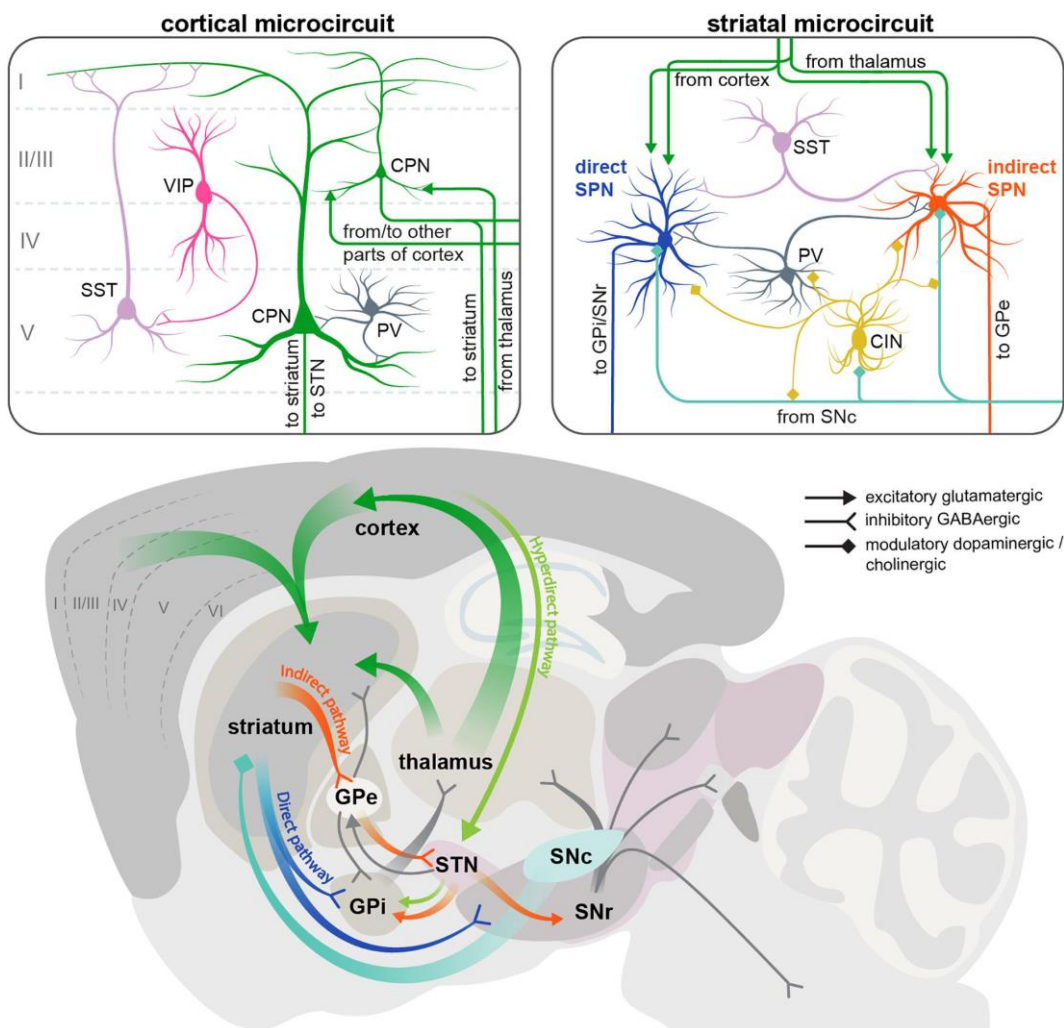 cortical microcircuit
I
II/III
IV
V
SST
VIP
CPN
CPN
PV
from/to other
parts of cortex
to striatum
to STN
to striatum
from thalamus
striatal microcircuit
from cortex
from thalamus
SST
direct
SPN
indirect
SPN
PV
CIN
to GPi/SNr
to GPe
from SNc
excitatory glutamatergic
inhibitory GABAergic
modulatory dopaminergic /
cholinergic
cortex
I
II/III
IV
V
VI
Hyperdirect pathway
Indirect pathway
striatum
thalamus
GPe
Direct pathway
STN
SNc
GPi
SNr